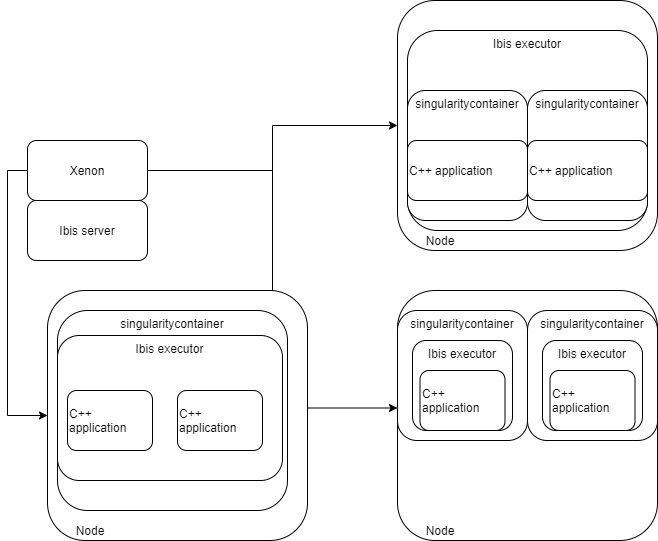 Ibis executor
singularitycontainer
singularitycontainer
C++ application
C++ application
Node
Xenon
Ibis server
singularitycontainer
Ibis executor
C++
application
C++
application
Node
singularitycontainer
singularitycontainer
Ibis executor
Ibis executor
C++
application
C++
application
Node